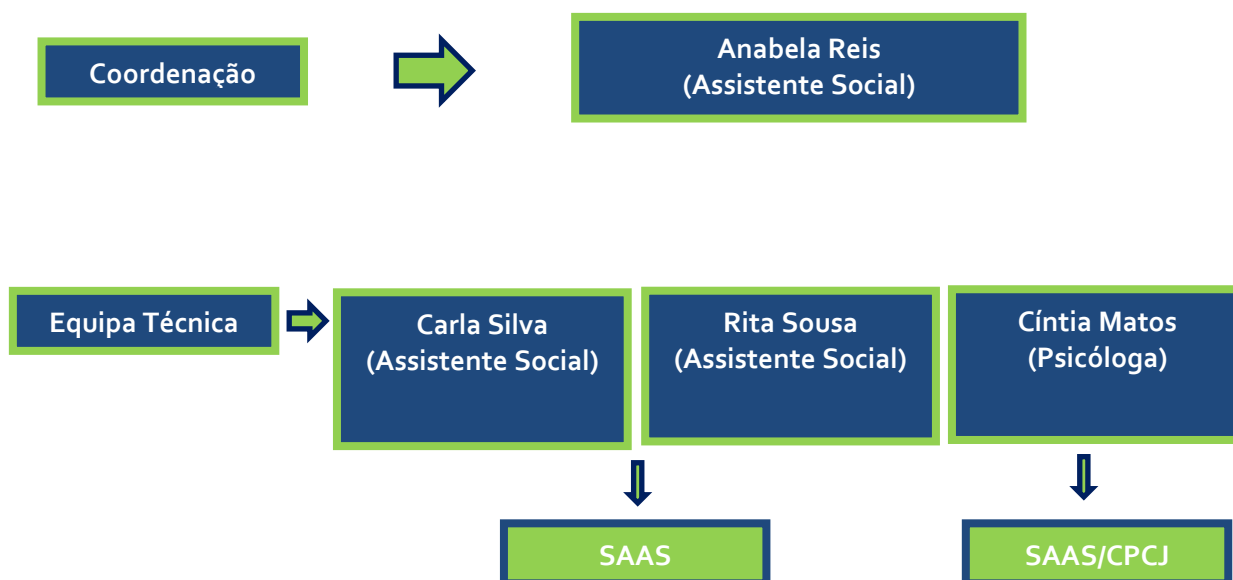 Coordenação
Anabela Reis
(Assistente Social)
Equipa Técnica
Carla Silva
(Assistente Social)
Rita Sousa
(Assistente Social)
Cíntia Matos
(Psicóloga)
SAAS
SAAS/CPCJ